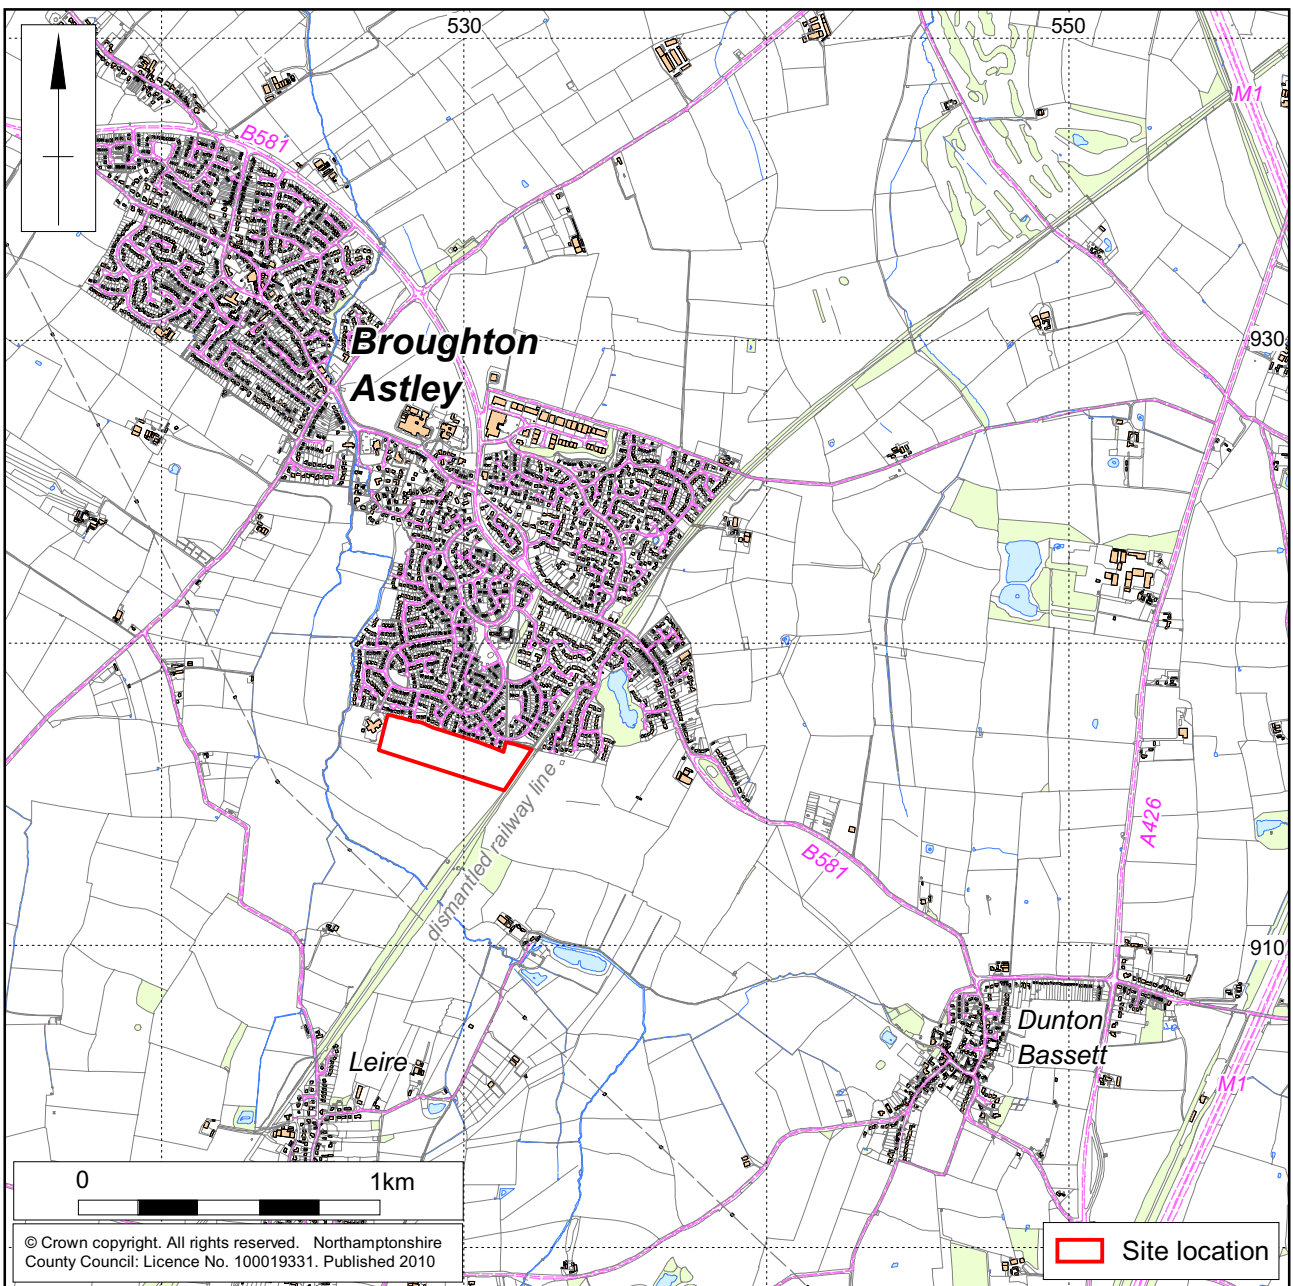 530
550
M1
B581
Broughton
Astley
930
dismantled railway line
A426
B581
910
Dunton
Bassett
Leire
M1
0 1km
© Crown copyright. All rights reserved. Northamptonshire
County Council: Licence No. 100019331. Published 2010
Site location